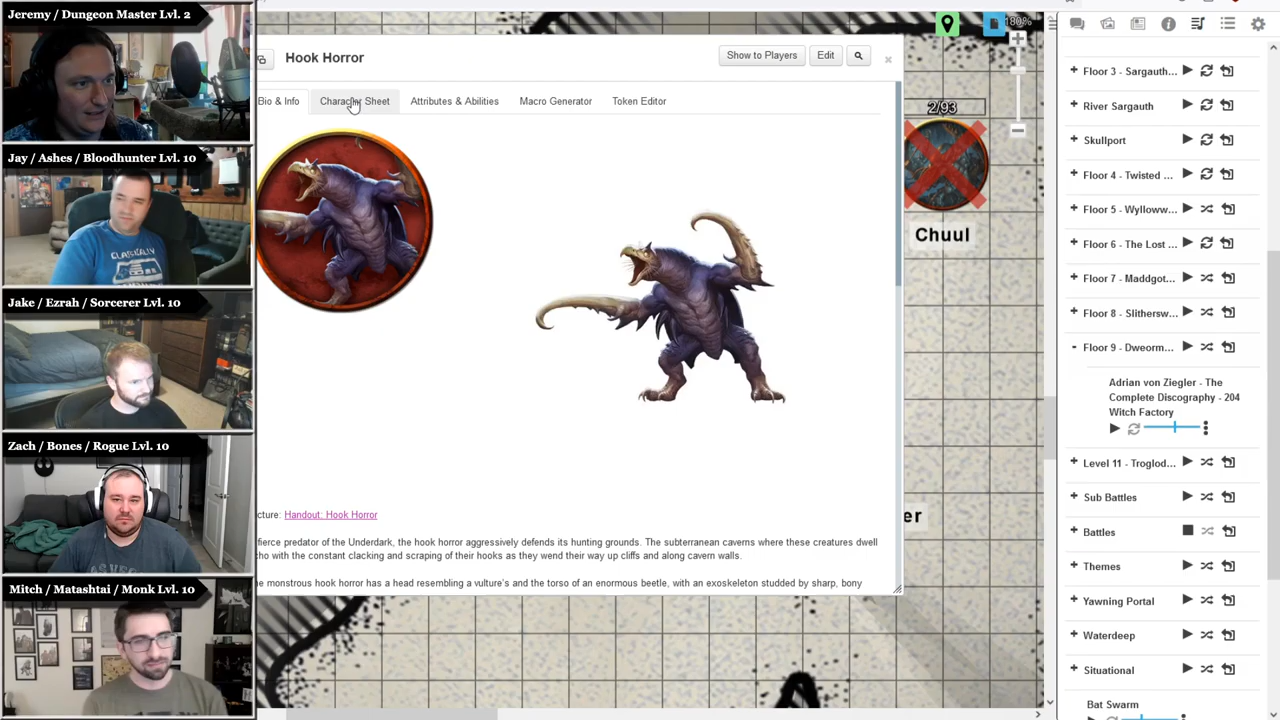 Jeremy / Dungeon Master Lvl. 2
Jay / Ashes / Bloodhunter Lvl. 10
CLASSICALLY
Jake / Ezrah / Sorcerer Lvl. 10
Zach / Bones / Rogue Lvl. 10
Mitch / Matashtai / Monk Lvl. 10
Hook Horror
Show to Players
Edit
Bio & Info
Character Sheet
Attributes & Abilities
Macro Generator
Token Editor
cture: Handout: Hook Horror
fierce predator of the Underdark, the hook horror aggressively defends its hunting grounds. The subterranean caverns where these creatures dwell
ho with the constant clacking and scraping of their hooks as they wend their way up cliffs and along cavern walls.
e monstrous hook horror has a head resembling a vulture's and the torso of an enormous beetle, with an exoskeleton studded by sharp, bony
180%
2/93
Chuul
er
Floor 3 - Sargauth...
River Sargauth
Skullport
Floor 4 - Twisted ...
Floor 5 - Wylloww...
Floor 6 - The Lost ...
Floor 7 - Maddgot...
Floor 8 - Slithersw...
Floor 9 - Dweorm...
Adrian von Ziegler - The
Complete Discography - 204
Witch Factory
Level 11 - Troglod...
Sub Battles
Battles
Themes
Yawning Portal
Waterdeep
Situational
Bat Swarm